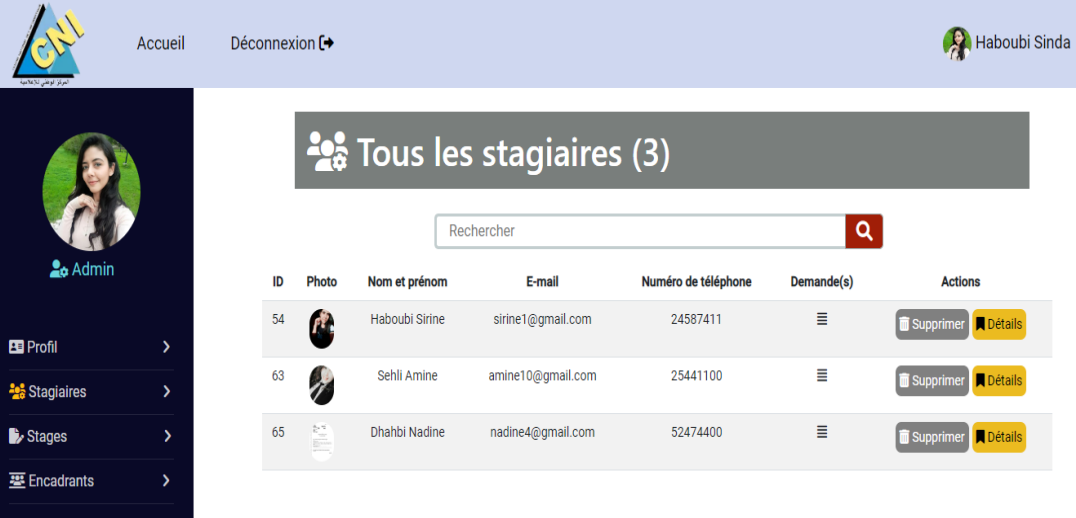 CNI
المركز الوطني للإعلامية
Accueil
Déconnexion
Haboubi Sinda
Admin
Profil
Stagiaires
Stages
Encadrants
Tous les stagiaires (3)
Rechercher
ID Photo Nom et prénom E-mail Numéro de téléphone Demande(s) Actions
54 Haboubi Sirine sirine1@gmail.com 24587411 Supprimer Détails
63 Sehli Amine amine10@gmail.com 25441100 Supprimer Détails
65 Dhahbi Nadine nadine4@gmail.com 52474400 Supprimer Détails